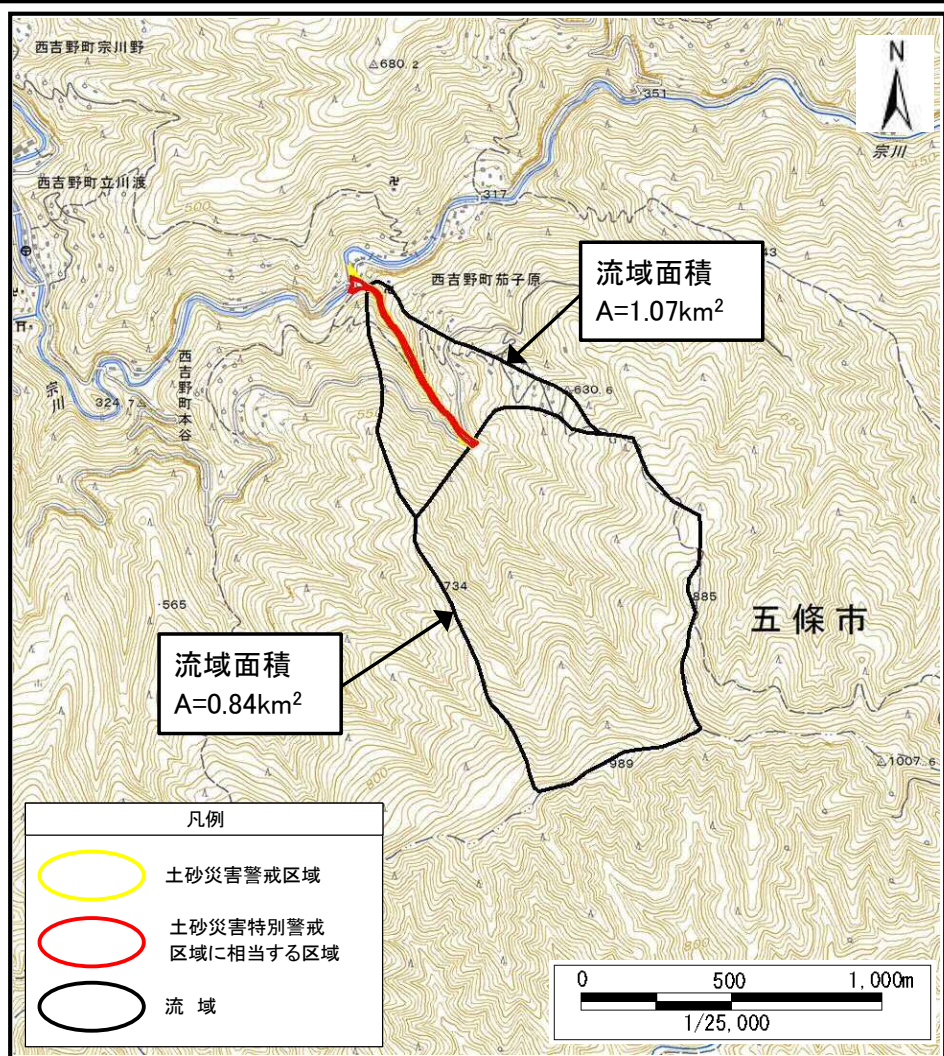 西吉野町宗川野
680.2
N
351
宗川
西吉野町立川渡
500
317
西吉野町茄子原
流域面積
A=1.07km²
43
西吉野町本谷
宗川
324.7
550
630.6
734
565
885
五條市
流域面積
A=0.84km²
800
989
1007.6
凡例
土砂災害警戒区域
土砂災害特別警戒
区域に相当する区域
流 域
800
0 500 1,000m
1/25,000